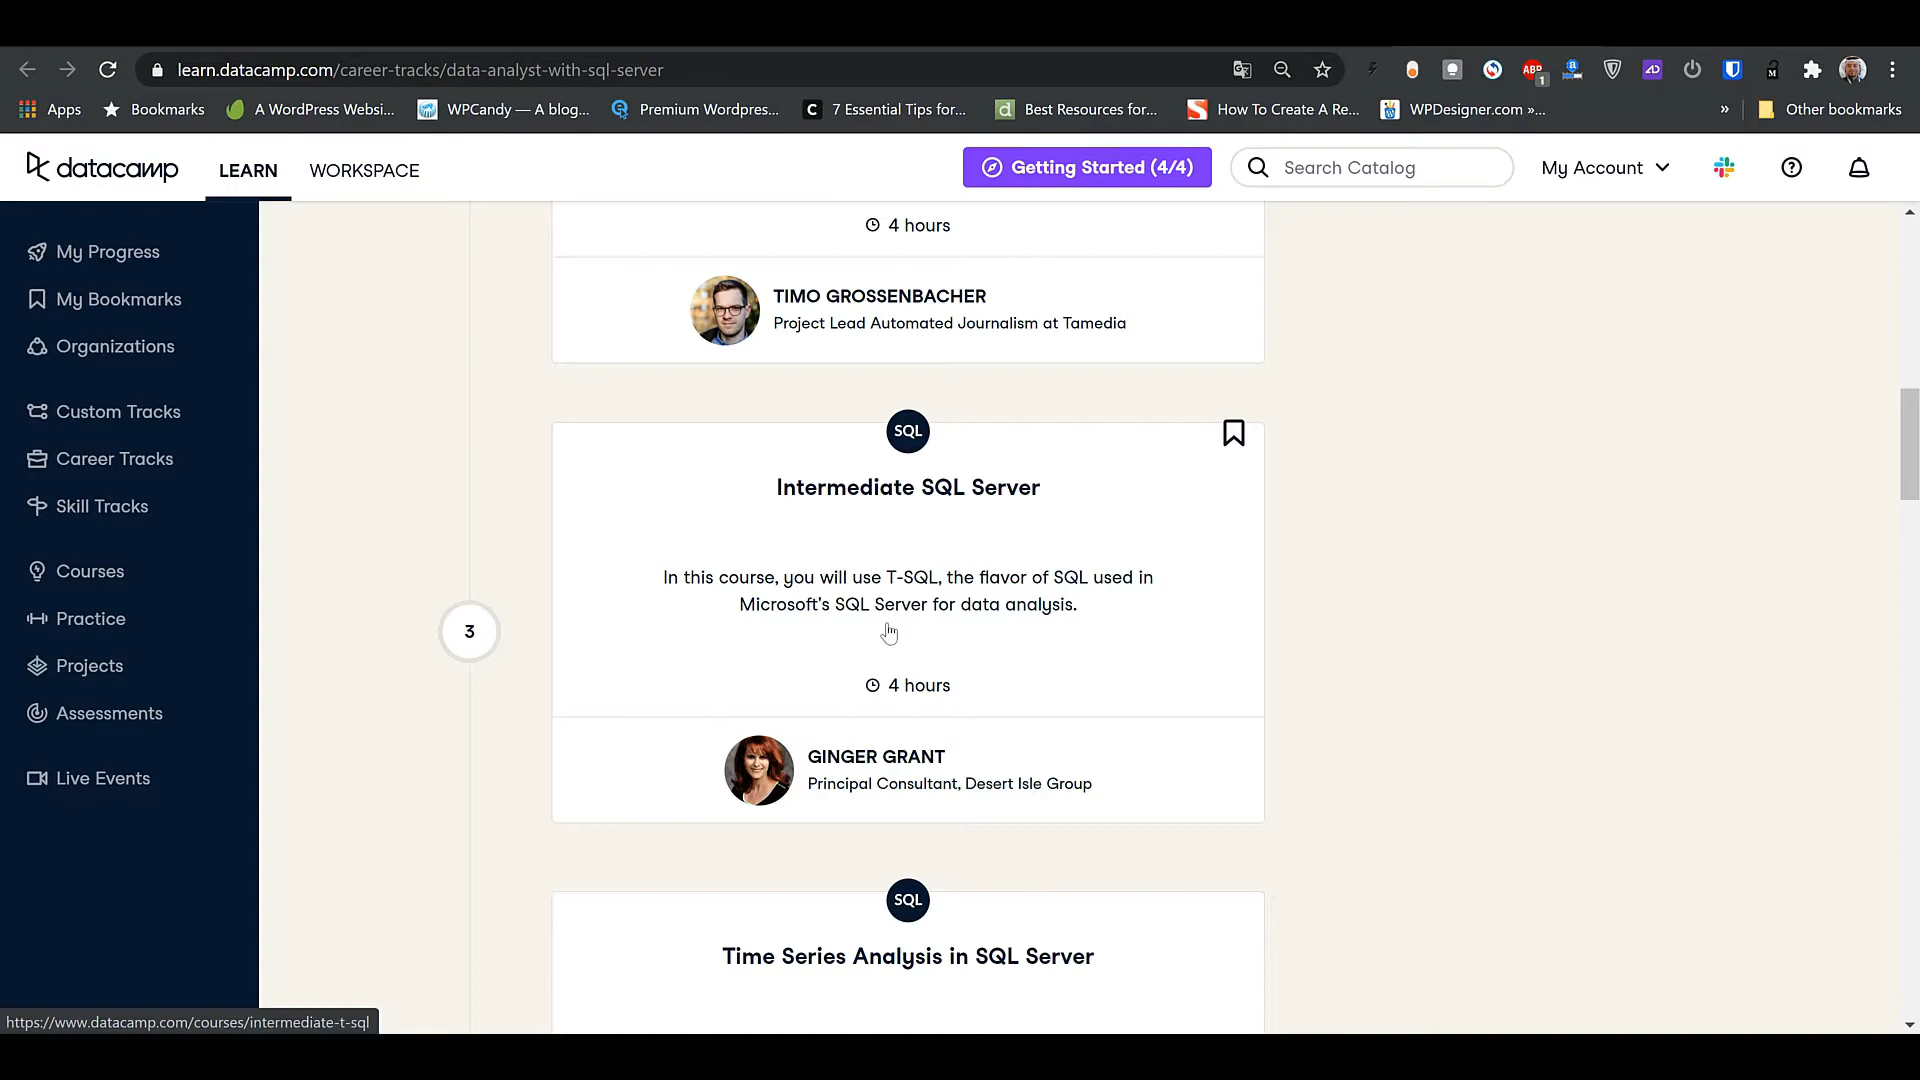 learn.datacamp.com/career-tracks/data-analyst-with-sql-server
ABP
1
Apps
Bookmarks
A WordPress Websi...
WPCandy — A blog...
Premium Wordpres...
7 Essential Tips for...
Best Resources for...
How To Create A Re...
WPDesigner.com »...
»
Other bookmarks
datacamp
LEARN
WORKSPACE
Getting Started (4/4)
Search Catalog
My Account
My Progress
My Bookmarks
Organizations
Custom Tracks
Career Tracks
Skill Tracks
Courses
Practice
Projects
Assessments
Live Events
4 hours
TIMO GROSSENBACHER
Project Lead Automated Journalism at Tamedia
SQL
Intermediate SQL Server
In this course, you will use T-SQL, the flavor of SQL used in
Microsoft's SQL Server for data analysis.
3
4 hours
GINGER GRANT
Principal Consultant, Desert Isle Group
SQL
Time Series Analysis in SQL Server
https://www.datacamp.com/courses/intermediate-t-sql